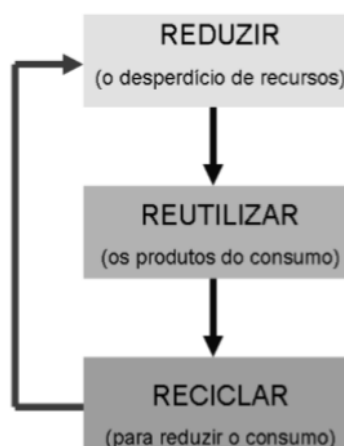 REDUZIR
(o desperdício de recursos)
REUTILIZAR
(os produtos do consumo)
RECICLAR
(para reduzir o consumo)